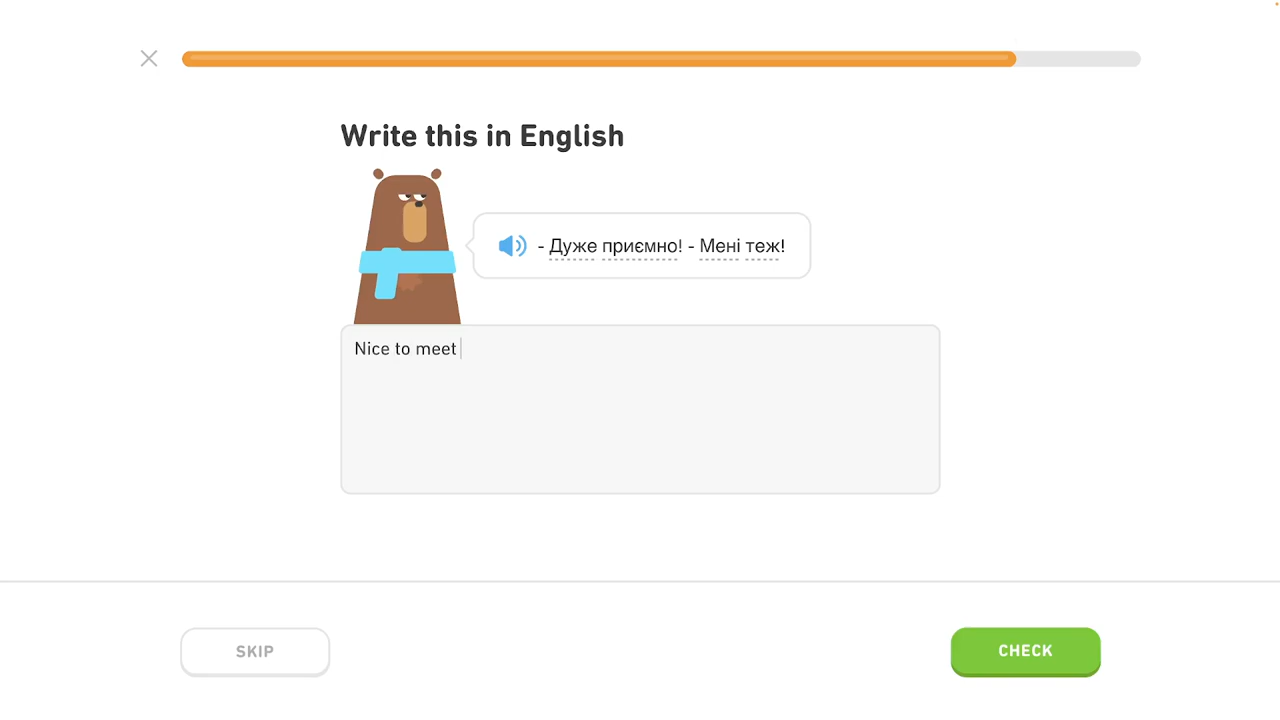 Write this in English
- Дуже приємно! - Мені теж!
Nice to meet
SKIP
CHECK